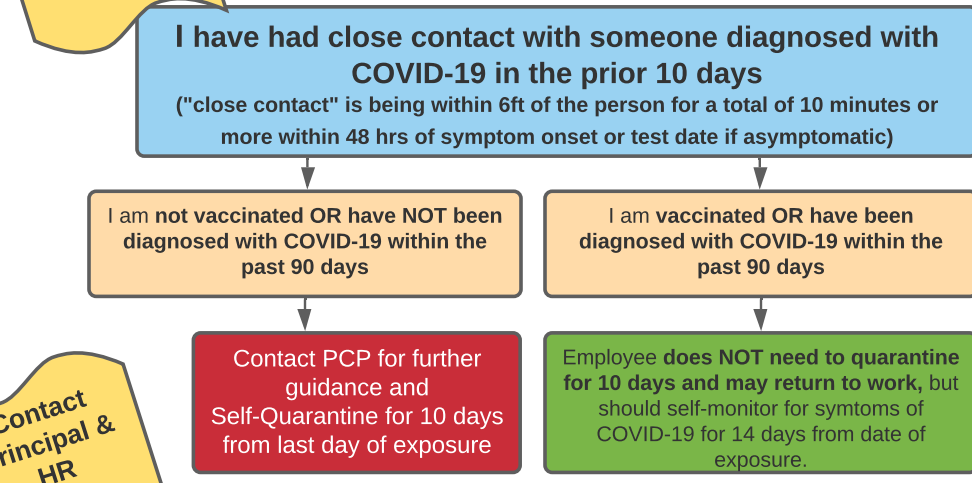 I have had close contact with someone diagnosed with
COVID-19 in the prior 10 days
("close contact" is being within 6ft of the person for a total of 10 minutes or
more within 48 hrs of symptom onset or test date if asymptomatic)
I am not vaccinated OR have NOT been
diagnosed with COVID-19 within the
past 90 days
I am vaccinated OR have been
diagnosed with COVID-19 within the
past 90 days
Contact PCP for further
guidance and
Self-Quarantine for 10 days
from last day of exposure
Employee does NOT need to quarantine
for 10 days and may return to work, but
should self-monitor for symtoms of
COVID-19 for 14 days from date of
exposure.
Contact
rincipal &
HR